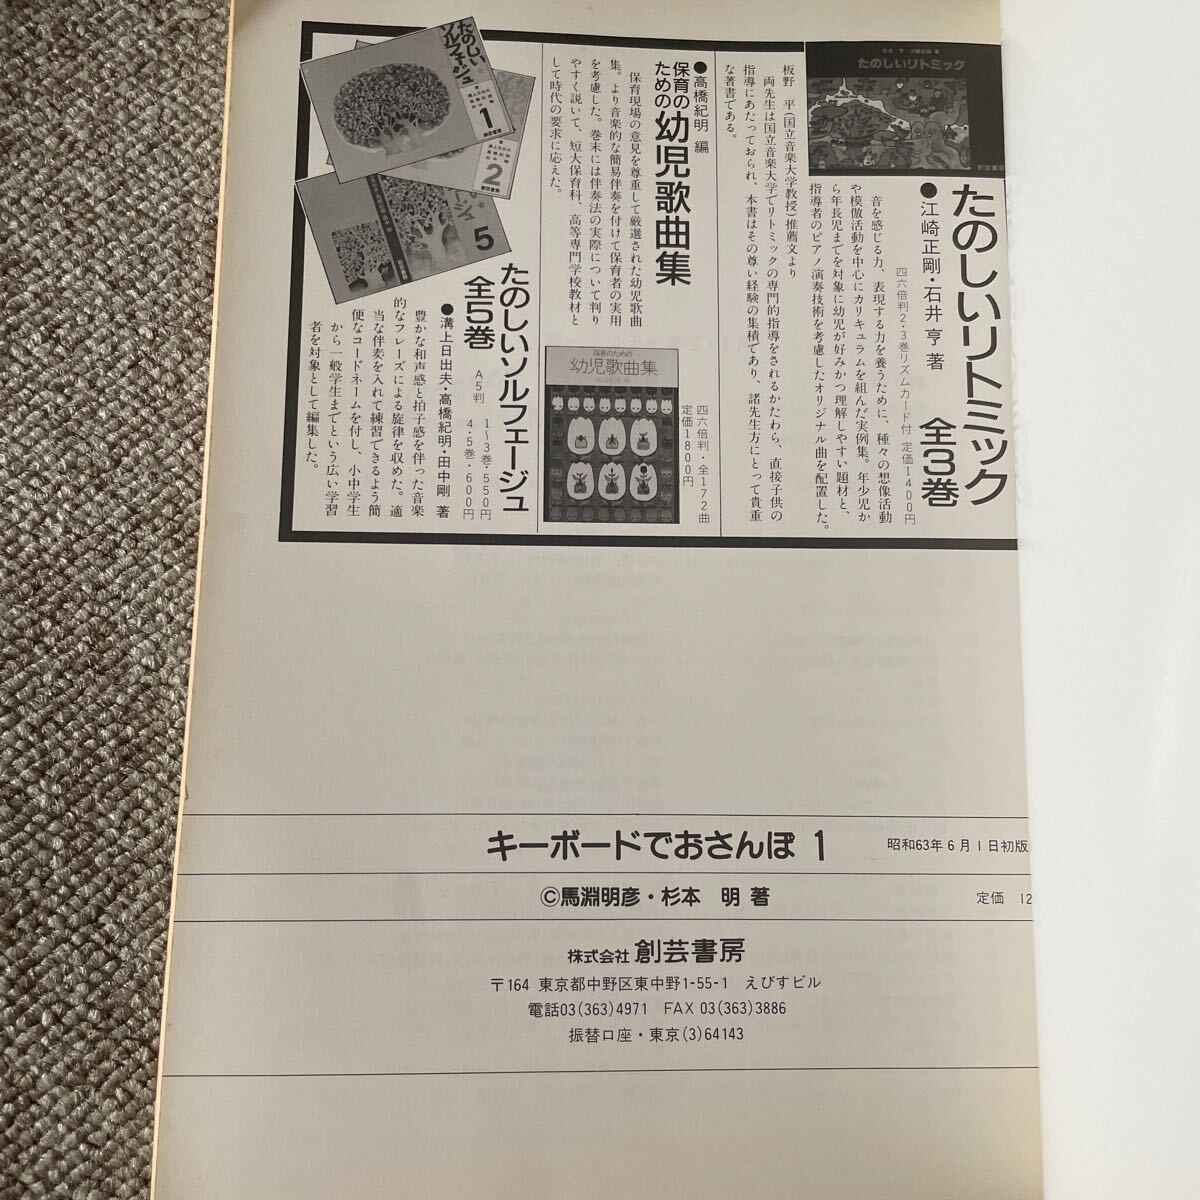 岩本 亨・江崎正剛 著
たのしいリトミック
創芸書房
たのしいリトミック 全3巻
●江崎正剛・石井 亨 著
四六倍判2・3巻リズムカード付 定価1400円
音を感じる力、表現する力を養うために、種々の想像活動
や模倣活動を中心にカリキュラムを組んだ実例集。年少児か
ら年長児までを対象に幼児が好みかつ理解しやすい題材と、
指導者のピアノ演奏技術を考慮したオリジナル曲を配置した。
板野 平(国立音楽大学教授)推薦文より
両先生は国立音楽大学でリトミックの専門的指導をされるかたわら、直接子供の
指導にあたっておられ、本書はその尊い経験の集積であり、諸先生方にとって貴重
な著書である。
保育の
ための
幼児歌曲集
●高橋紀明 編
四六倍判・全172曲
定価1800円
保育現場の意見を尊重して厳選された幼児歌曲
集。より音楽的な簡易伴奏を付けて保育者の実用
を考慮した。巻末には伴奏法の実際について判り
やすく説いて、短大保育科、高等専門学校教材と
して時代の要求に応えた。
保育のための
幼児歌曲集
たのしい
ソルフェージュ
1
創芸書房
2
創芸書房
5
たのしいソルフェージュ
全5巻
A5判 1〜3巻・550円
4・5巻・600円
●溝上日出夫・高橋紀明・田中剛 著
豊かな和声感と拍子感を伴った音楽
的なフレーズによる旋律を収めた。適
当な伴奏を入れて練習できるよう簡
便なコードネームを付し、小中学生
から一般学生までという広い学習
者を対象として編集した。
キーボードでおさんぽ 1
昭和63年6月1日初版
©馬淵明彦・杉本 明 著
定価 12
株式会社 創芸書房
〒164 東京都中野区東中野1-55-1 えびすビル
電話03(363)4971 FAX 03(363)3886
振替口座・東京(3)64143